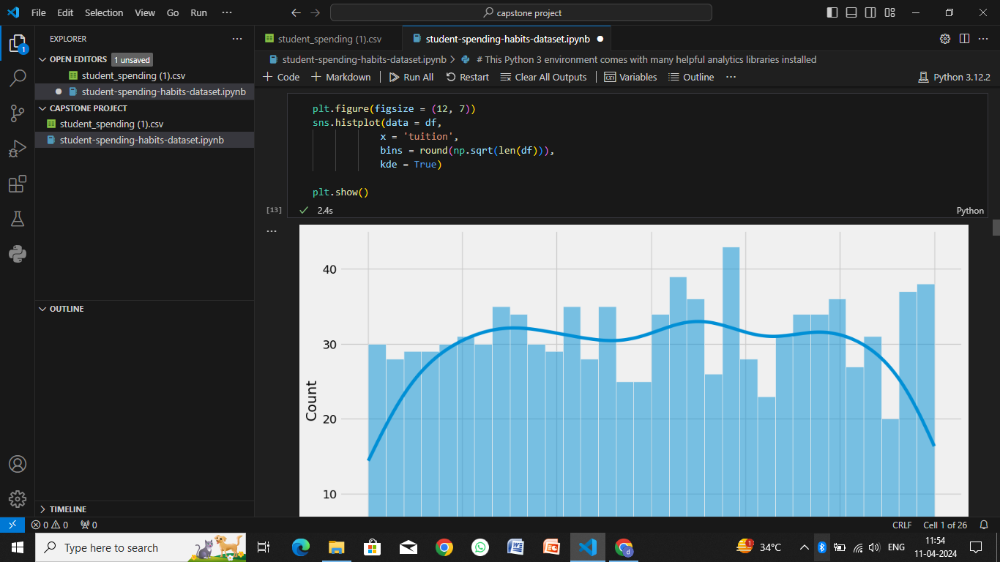 File Edit Selection View Go Run ···
capstone project
EXPLORER
OPEN EDITORS 1 unsaved
student_spending (1).csv
student-spending-habits-dataset.ipynb
CAPSTONE PROJECT
student_spending (1).csv
student-spending-habits-dataset.ipynb
OUTLINE
TIMELINE
1
student_spending (1).csv
student-spending-habits-dataset.ipynb
student-spending-habits-dataset.ipynb > # This Python 3 environment comes with many helpful analytics libraries installed
+ Code + Markdown Run All Restart Clear All Outputs Variables Outline ··· Python 3.12.2
plt.figure(figsize = (12, 7))
sns.histplot(data = df,
x = 'tuition',
bins = round(np.sqrt(len(df))),
kde = True)
plt.show()
[13] 2.4s Python
40
30
20
10
Count
0 0 0 CRLF Cell 1 of 26
Type here to search
1 34°C ENG
11:54
11-04-2024